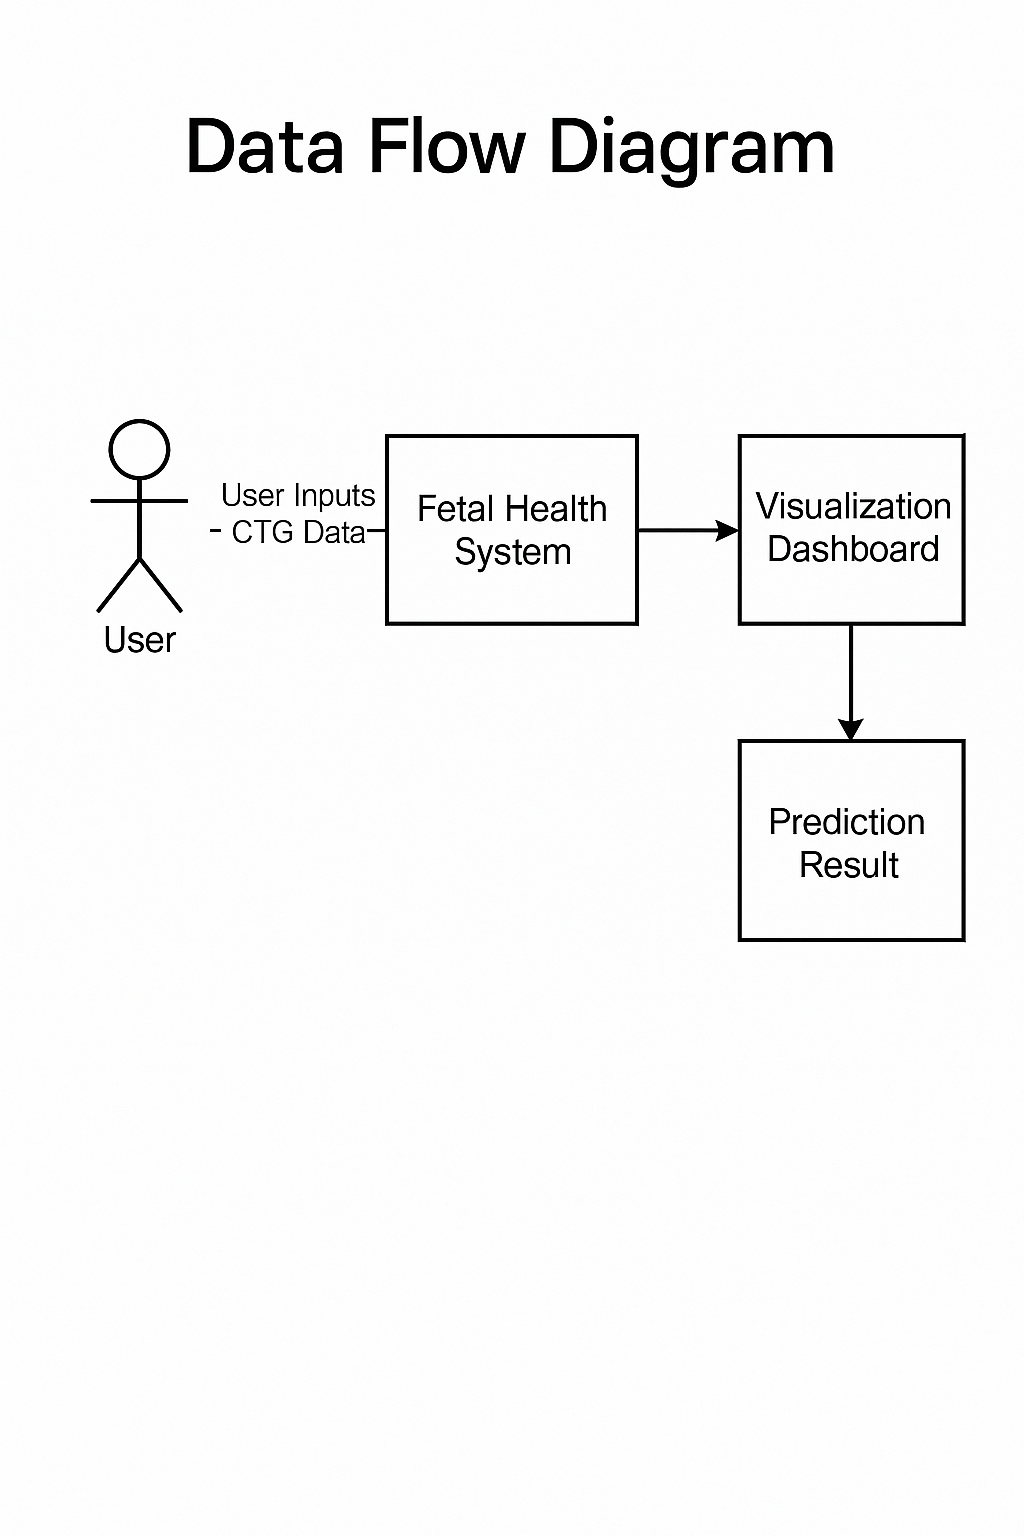 Data Flow Diagram
User Inputs
- CTG Data
User
Fetal Health
System
Visualization
Dashboard
Prediction
Result